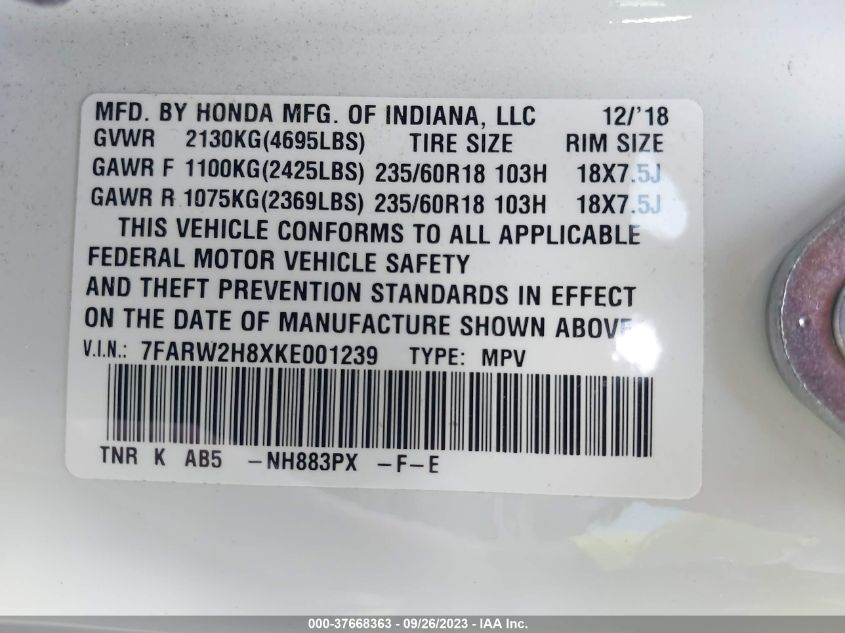 MFD. BY HONDA MFG. OF INDIANA, LLC 12/'18
GVWR 2130KG(4695LBS) TIRE SIZE RIM SIZE
GAWR F 1100KG(2425LBS) 235/60R18 103H 18X7.5J
GAWR R 1075KG(2369LBS) 235/60R18 103H 18X7.5J
THIS VEHICLE CONFORMS TO ALL APPLICABLE
FEDERAL MOTOR VEHICLE SAFETY
AND THEFT PREVENTION STANDARDS IN EFFECT
ON THE DATE OF MANUFACTURE SHOWN ABOVE
V.I.N.: 7FARW2H8XKE001239 TYPE: MPV
TNR K AB5 -NH883PX -F-E
000-37668363 - 09/26/2023 - IAA Inc.